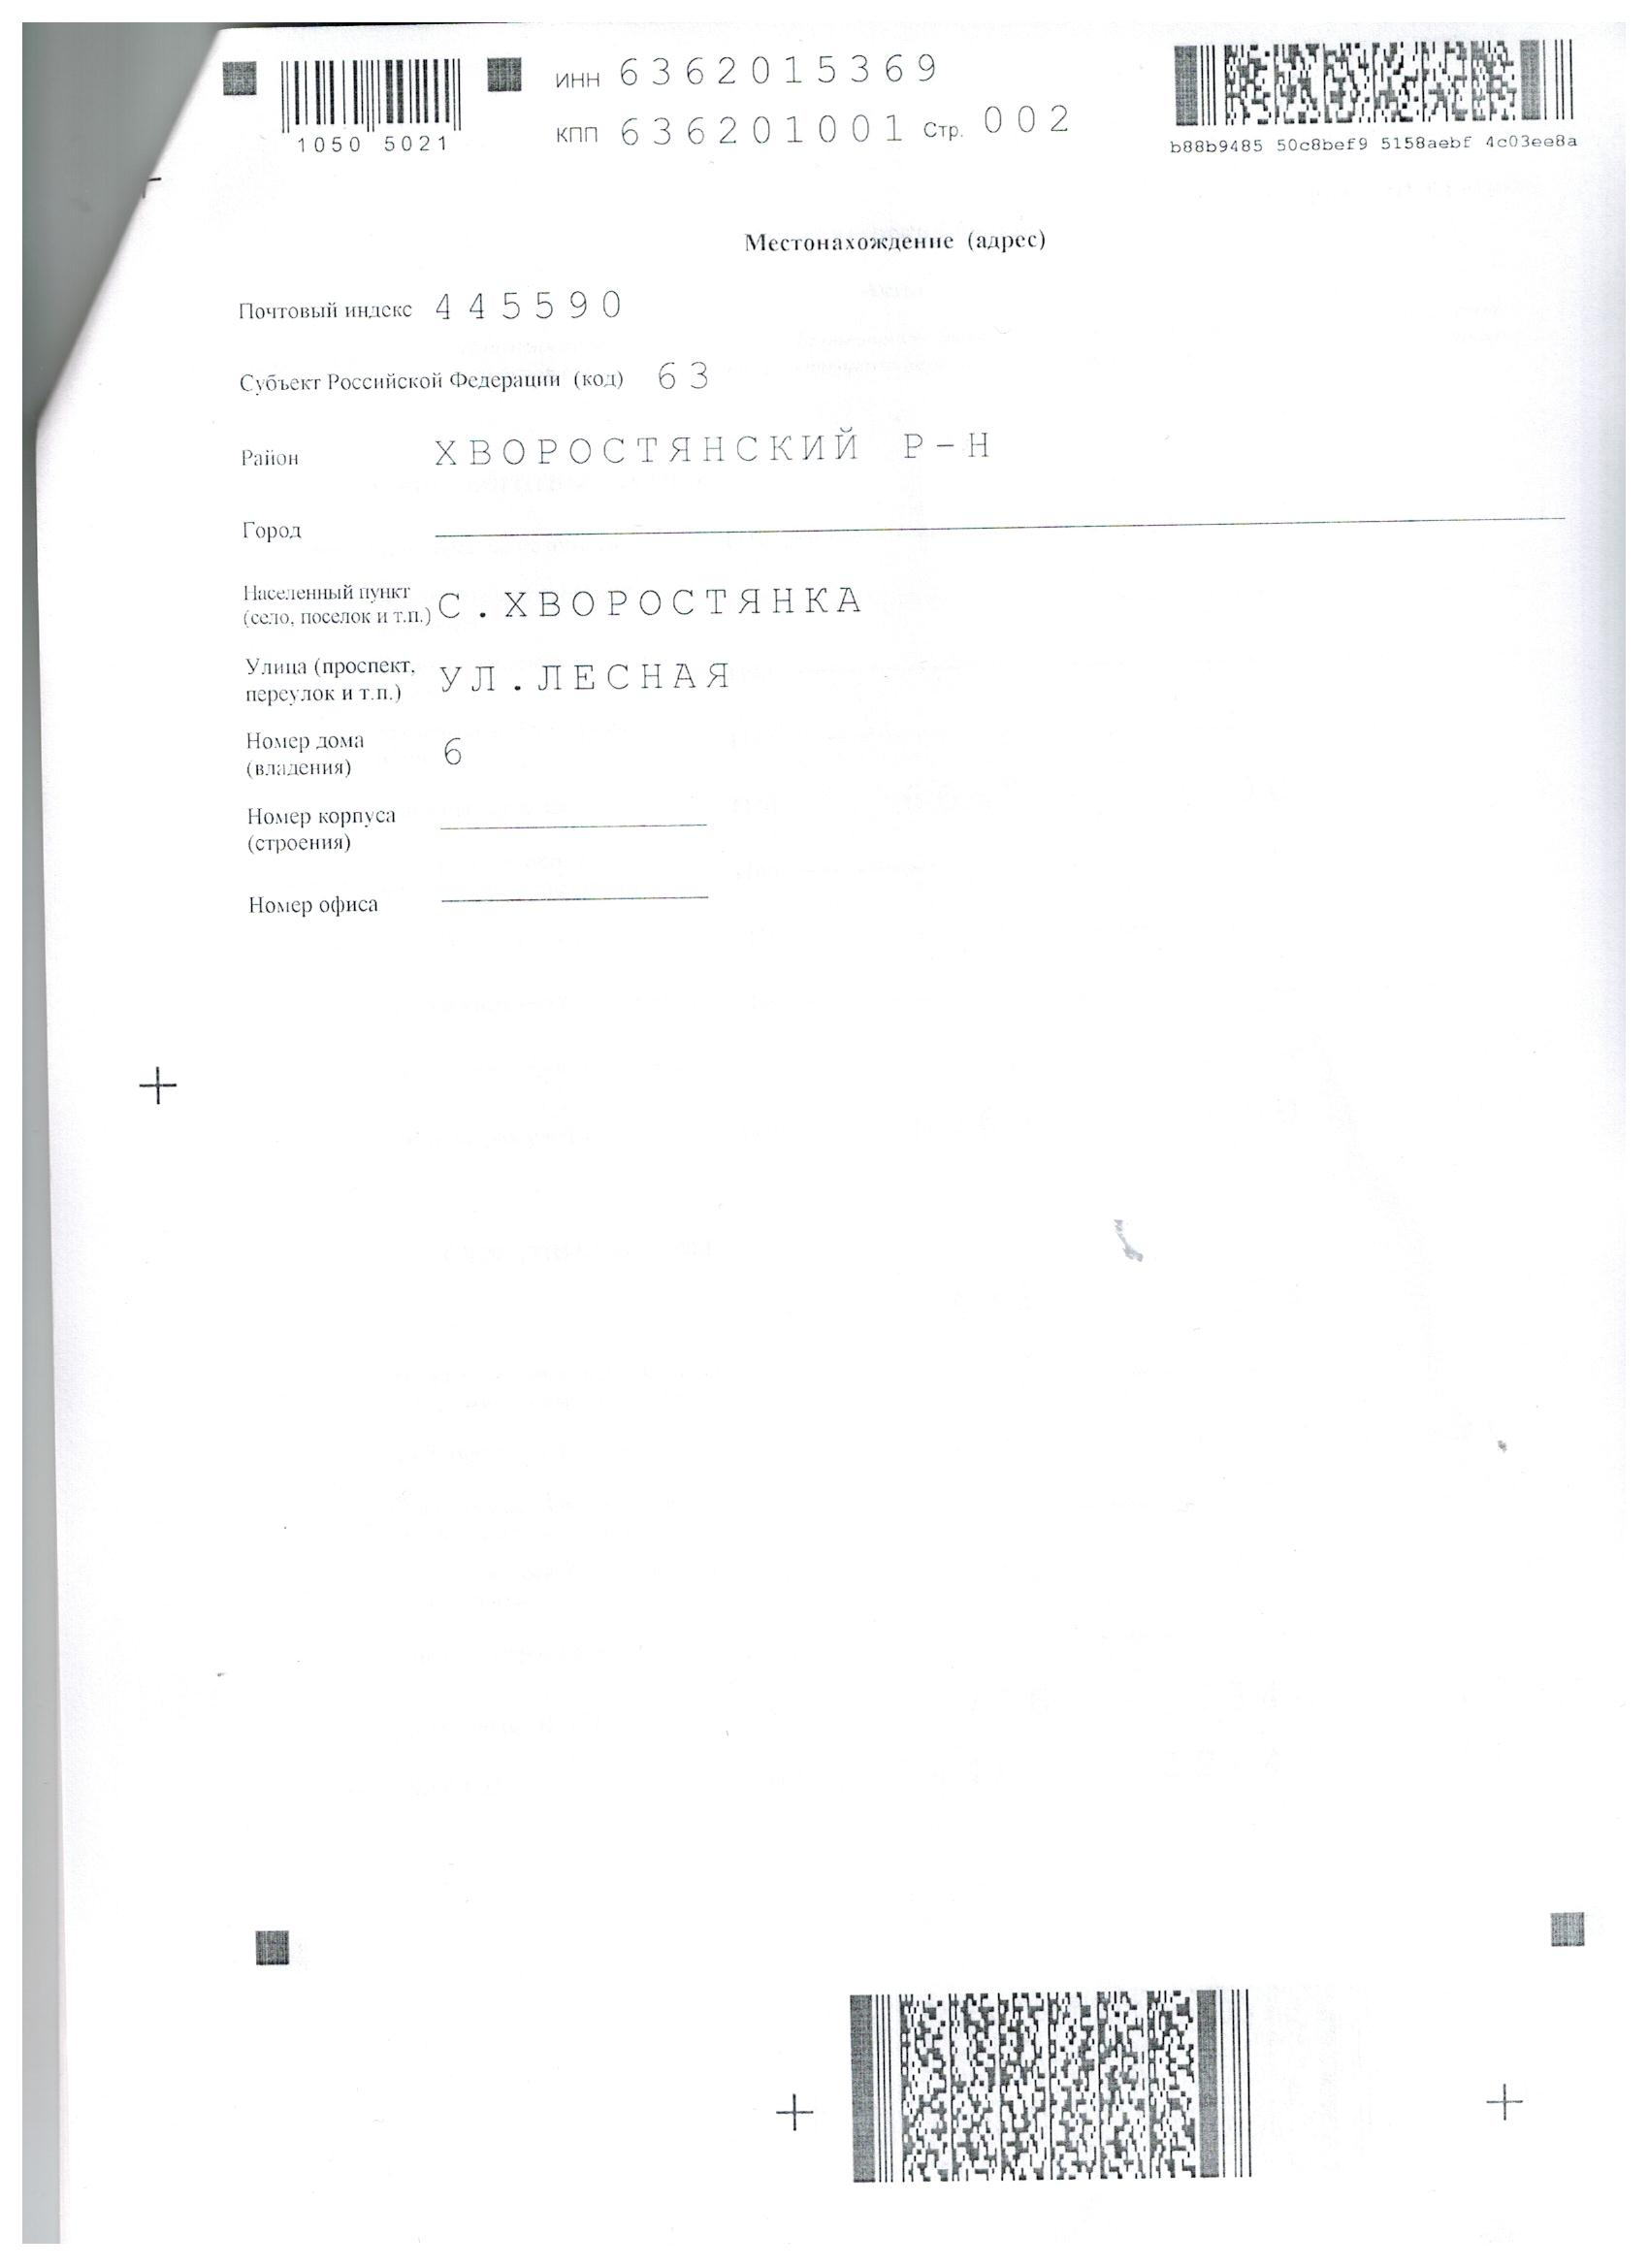 ИНН 6362015369
1050 5021
КПП 636201001 Стр. 002
b88b9485 50c8bef9 5158aebf 4c03ee8a
Местонахождение (адрес)
Почтовый индекс 445590
Субъект Российской Федерации (код) 63
Район ХВОРОСТЯНСКИЙ Р-Н
Город
Населенный пункт
(село, поселок и т.п.) С.ХВОРОСТЯНКА
Улица (проспект,
переулок и т.п.) УЛ.ЛЕСНАЯ
Номер дома
(владения) 6
Номер корпуса
(строения)
Номер офиса